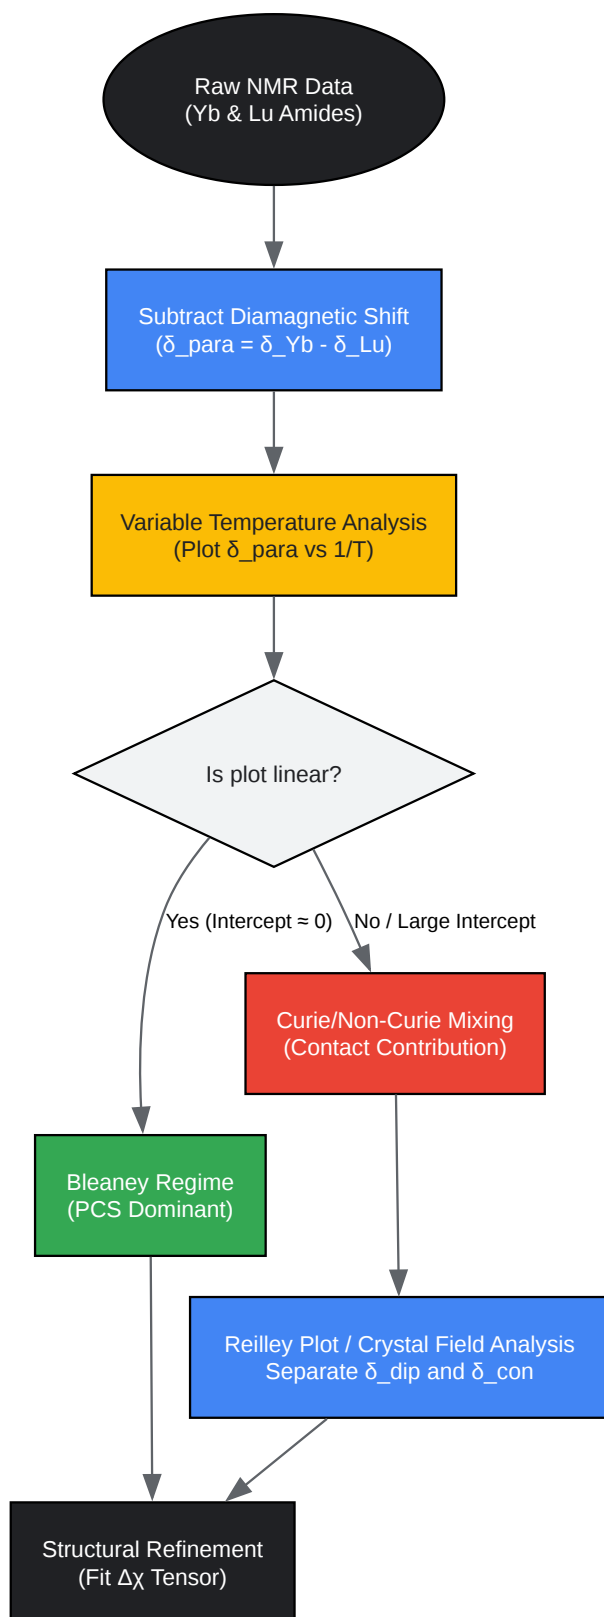 Raw NMR Data
(Yb & Lu Amides)
Subtract Diamagnetic Shift
(δ_para = δ_Yb - δ_Lu)
Variable Temperature Analysis
(Plot δ_para vs 1/T)
Is plot linear?
Yes (Intercept ≈ 0)
No / Large Intercept
Curie/Non-Curie Mixing
(Contact Contribution)
Bleaney Regime
(PCS Dominant)
Reilley Plot / Crystal Field Analysis
Separate δ_dip and δ_con
Structural Refinement
(Fit Δχ Tensor)